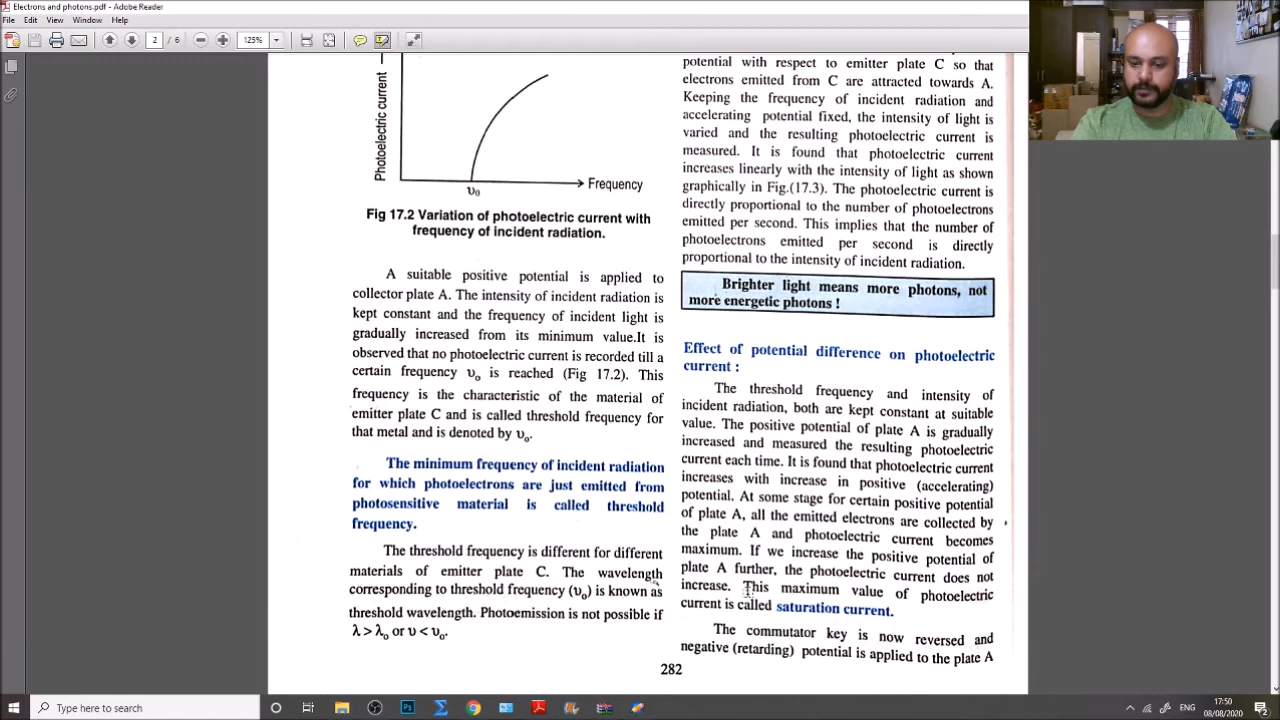 Electrons and photons.pdf - Adobe Reader
File Edit View Window Help
2 / 6
125%
Photoelectric current
υ₀
Frequency
Fig 17.2 Variation of photoelectric current with
frequency of incident radiation.
A suitable positive potential is applied to
collector plate A. The intensity of incident radiation is
kept constant and the frequency of incident light is
gradually increased from its minimum value.It is
observed that no photoelectric current is recorded till a
certain frequency υ₀ is reached (Fig 17.2). This
frequency is the characteristic of the material of
emitter plate C and is called threshold frequency for
that metal and is denoted by υ₀.
The minimum frequency of incident radiation
for which photoelectrons are just emitted from
photosensitive material is called threshold
frequency.
The threshold frequency is different for different
materials of emitter plate C. The wavelength
corresponding to threshold frequency (υ₀) is known as
threshold wavelength. Photoemission is not possible if
λ > λ₀ or υ < υ₀.
potential with respect to emitter plate C so that
electrons emitted from C are attracted towards A.
Keeping the frequency of incident radiation and
accelerating potential fixed, the intensity of light is
varied and the resulting photoelectric current is
measured. It is found that photoelectric current
increases linearly with the intensity of light as shown
graphically in Fig.(17.3). The photoelectric current is
directly proportional to the number of photoelectrons
emitted per second. This implies that the number of
photoelectrons emitted per second is directly
proportional to the intensity of incident radiation.
Brighter light means more photons, not
more energetic photons !
Effect of potential difference on photoelectric
current :
The threshold frequency and intensity of
incident radiation, both are kept constant at suitable
value. The positive potential of plate A is gradually
increased and measured the resulting photoelectric
current each time. It is found that photoelectric current
increases with increase in positive (accelerating)
potential. At some stage for certain positive potential
of plate A, all the emitted electrons are collected by
the plate A and photoelectric current becomes
maximum. If we increase the positive potential of
plate A further, the photoelectric current does not
increase. This maximum value of photoelectric
current is called saturation current.
The commutator key is now reversed and
negative (retarding) potential is applied to the plate A
282
Type here to search
ENG
17:50
08/08/2020
2